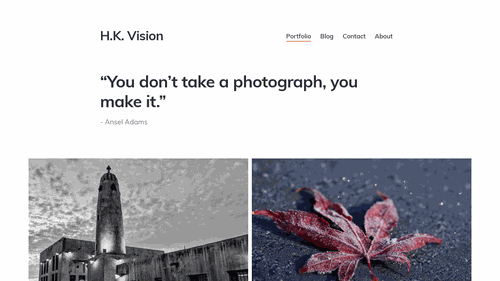 H.K. Vision
Portfolio Blog Contact About
“You don’t take a photograph, you
make it.”
- Ansel Adams